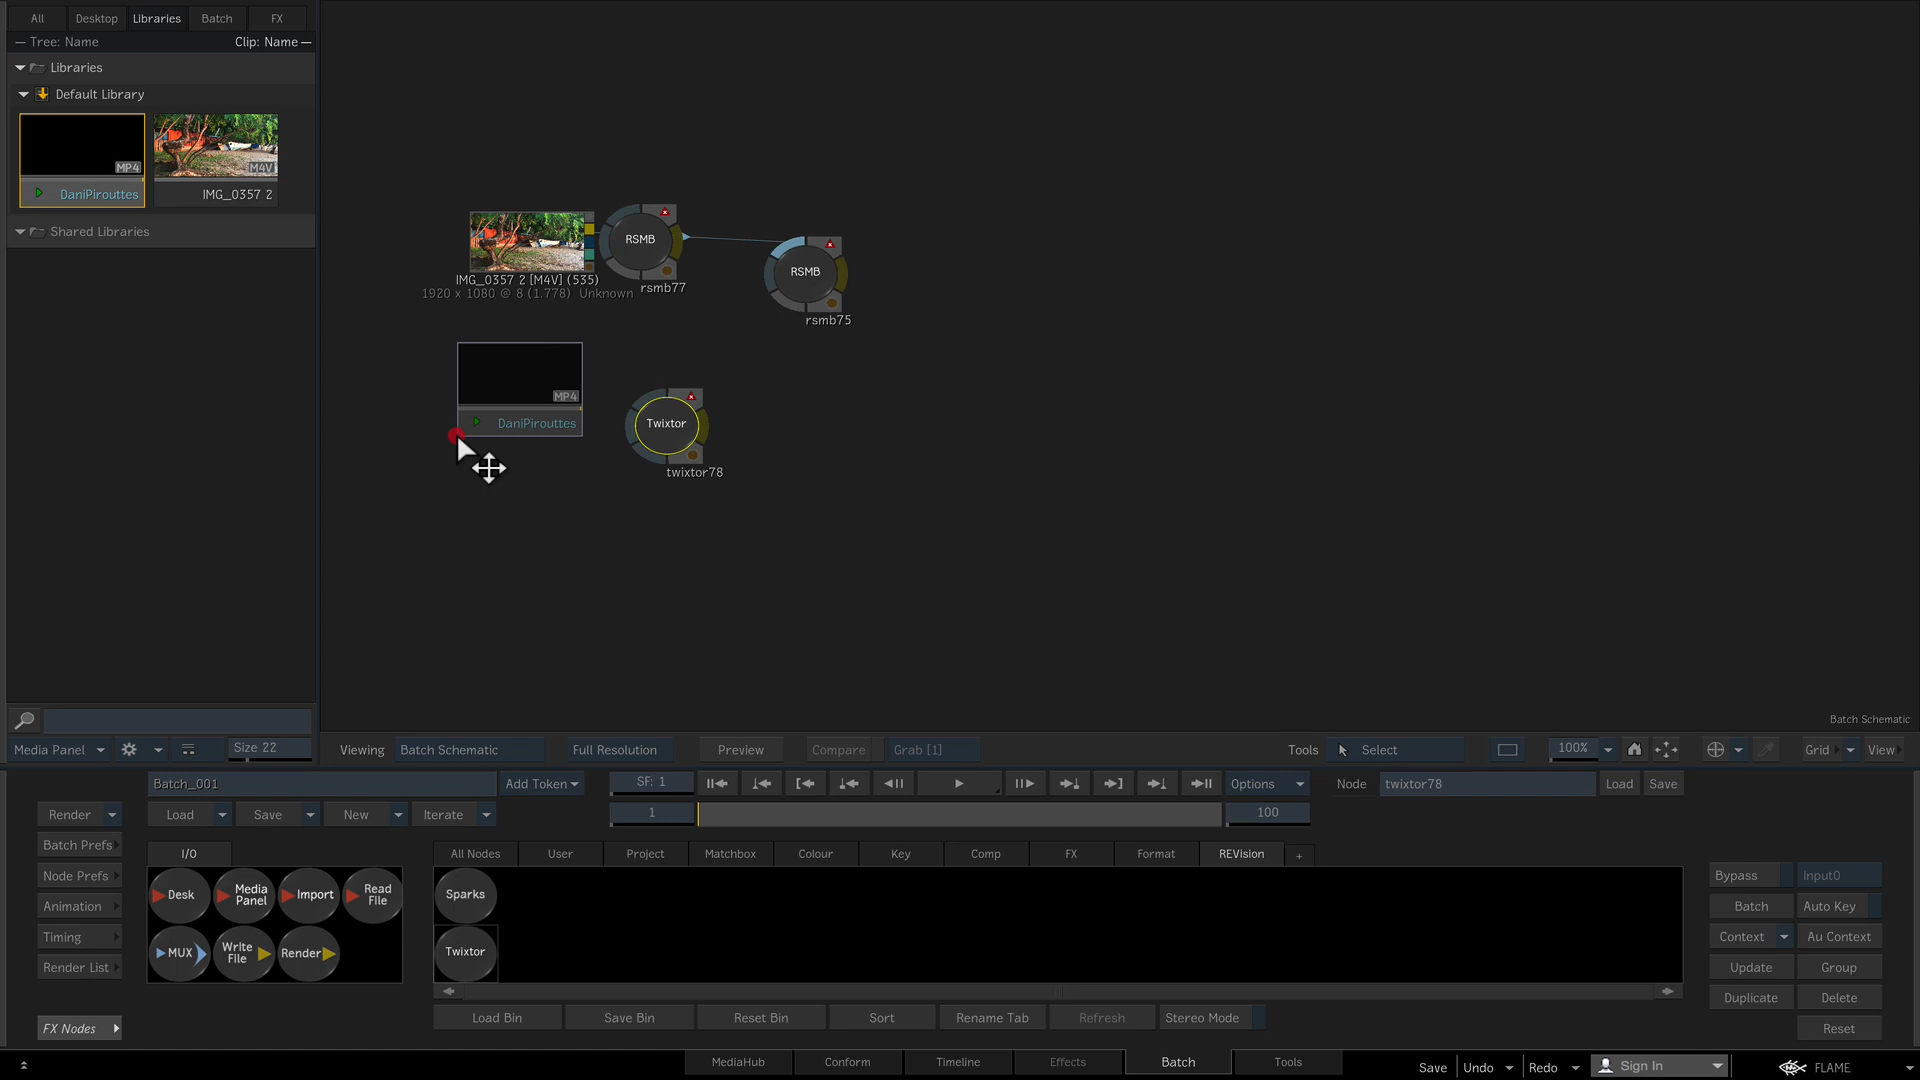 All Desktop Libraries Batch FX
Tree: Name Clip: Name
Libraries
Default Library
MP4 M4V
DaniPirouttes IMG_0357 2
Shared Libraries
RSMB
rsmb77
IMG_0357 2 [M4V] (535)
1920 x 1080 @ 8 (1.778) Unknown
RSMB
rsmb75
MP4
DaniPirouttes
Twixtor
twixtor78
Batch Schematic
Media Panel Size 22
Viewing Batch Schematic Full Resolution Preview Compare Grab [1] Tools Select 100% Grid View
Batch_001 Add Token SF: 1 Options Node twixtor78 Load Save
Render Load Save New Iterate 1 100
Batch Prefs
Node Prefs
Animation
Timing
Render List
FX Nodes
I/O
Desk Media Panel Import Read File
MUX Write File Render
All Nodes User Project Matchbox Colour Key Comp FX Format REVision +
Sparks
Twixtor
Load Bin Save Bin Reset Bin Sort Rename Tab Refresh Stereo Mode
Bypass Input0
Batch Auto Key
Context Au Context
Update Group
Duplicate Delete
Reset
MediaHub Conform Timeline Effects Batch Tools Save Undo Redo Sign In FLAME